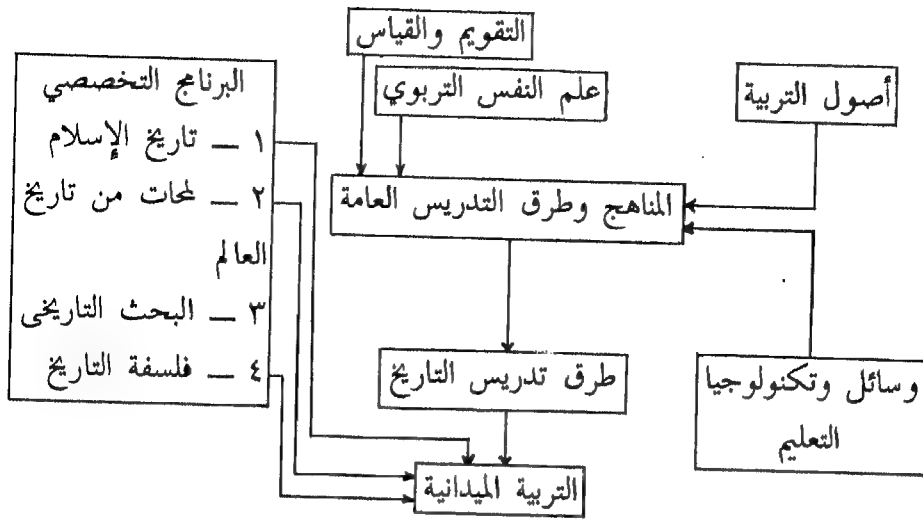 التقويم والقياس
علم النفس التربوي
أصول التربية
المناهج وطرق التدريس العامة
البرنامج التخصصي
١ — تاريخ الإسلام
٢ — لمحات من تاريخ
العالم
٣ — البحث التاريخى
٤ — فلسفة التاريخ
طرق تدريس التاريخ
وسائل وتكنولوجيا
التعليم
التربية الميدانية